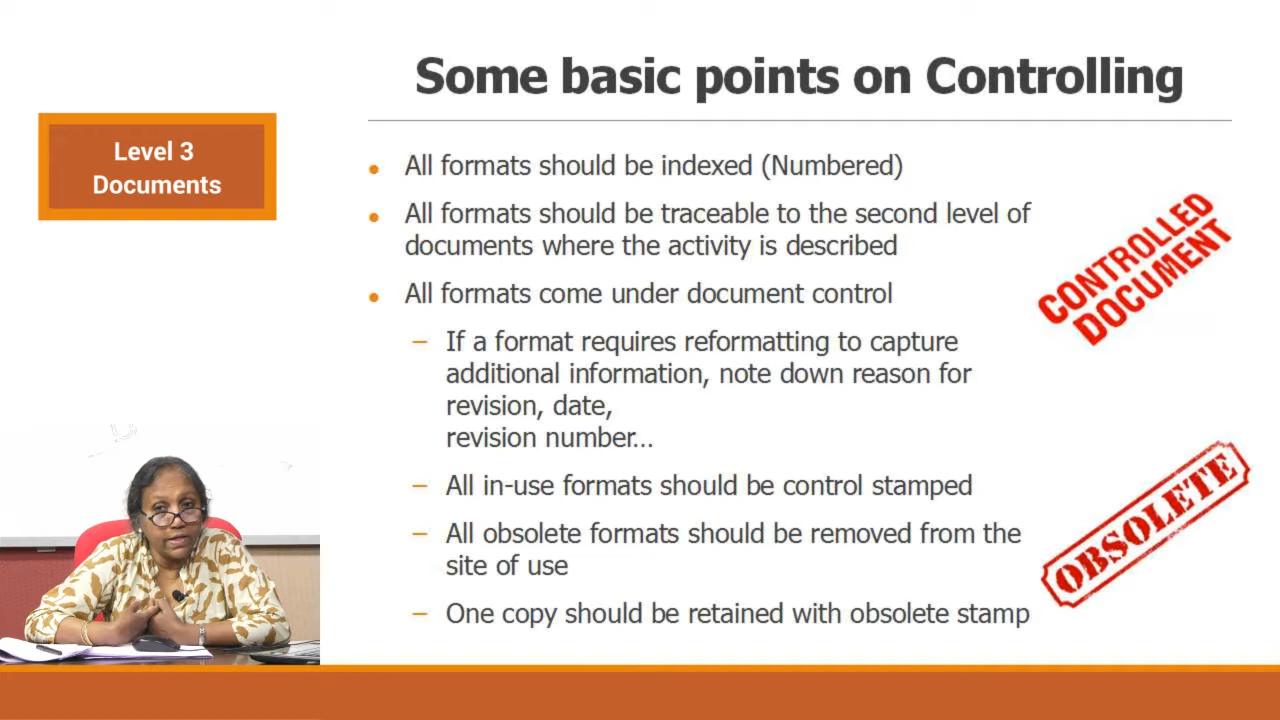 Some basic points on Controlling
Level 3
Documents
• All formats should be indexed (Numbered)
• All formats should be traceable to the second level of
documents where the activity is described
• All formats come under document control
– If a format requires reformatting to capture
additional information, note down reason for
revision, date,
revision number...
– All in-use formats should be control stamped
– All obsolete formats should be removed from the
site of use
– One copy should be retained with obsolete stamp
CONTROLLED
DOCUMENT
OBSOLETE